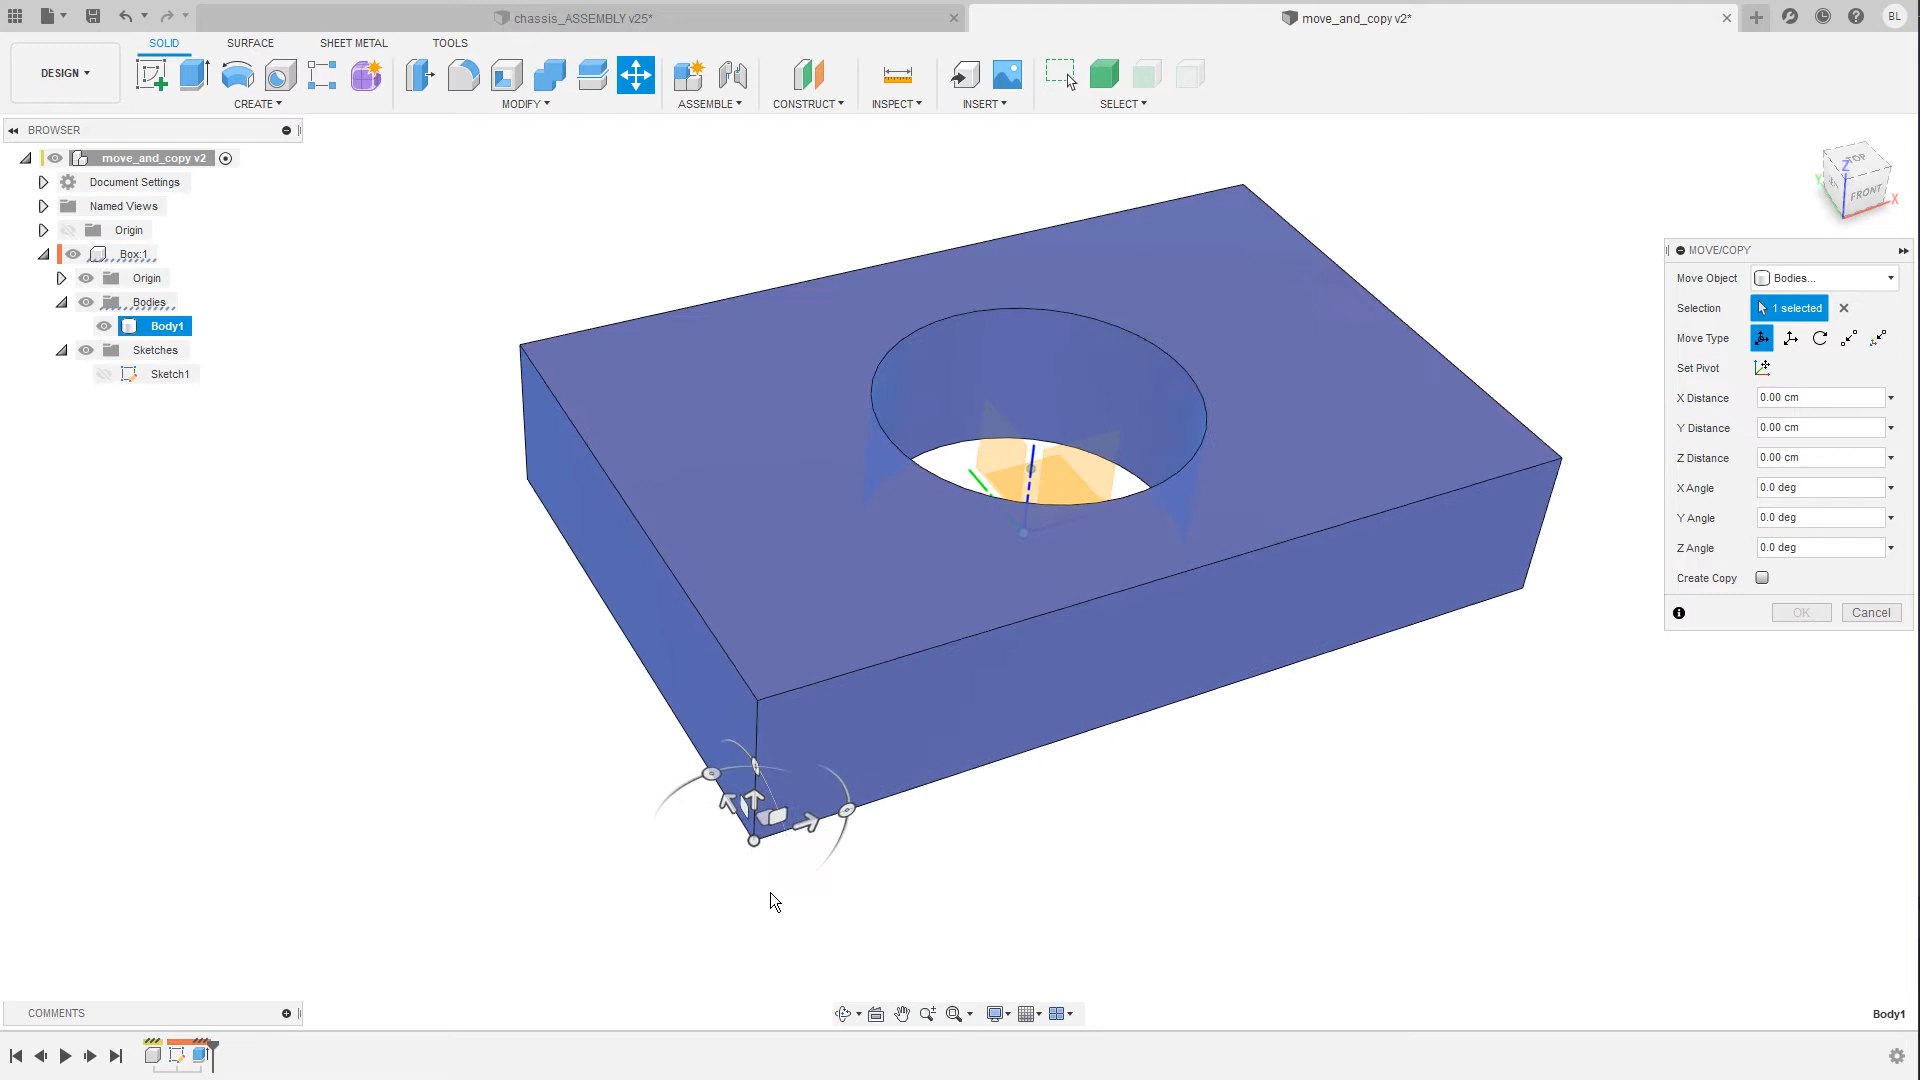 chassis_ASSEMBLY v25*
move_and_copy v2*
BL
SOLID
SURFACE
SHEET METAL
TOOLS
DESIGN
CREATE
MODIFY
ASSEMBLE
CONSTRUCT
INSPECT
INSERT
SELECT
BROWSER
move_and_copy v2
Document Settings
Named Views
Origin
Box:1
Origin
Bodies
Body1
Sketches
Sketch1
TOP
FRONT
Z
Y
X
MOVE/COPY
Move Object
Bodies...
Selection
1 selected
Move Type
Set Pivot
X Distance
0.00 cm
Y Distance
0.00 cm
Z Distance
0.00 cm
X Angle
0.0 deg
Y Angle
0.0 deg
Z Angle
0.0 deg
Create Copy
OK
Cancel
COMMENTS
Body1